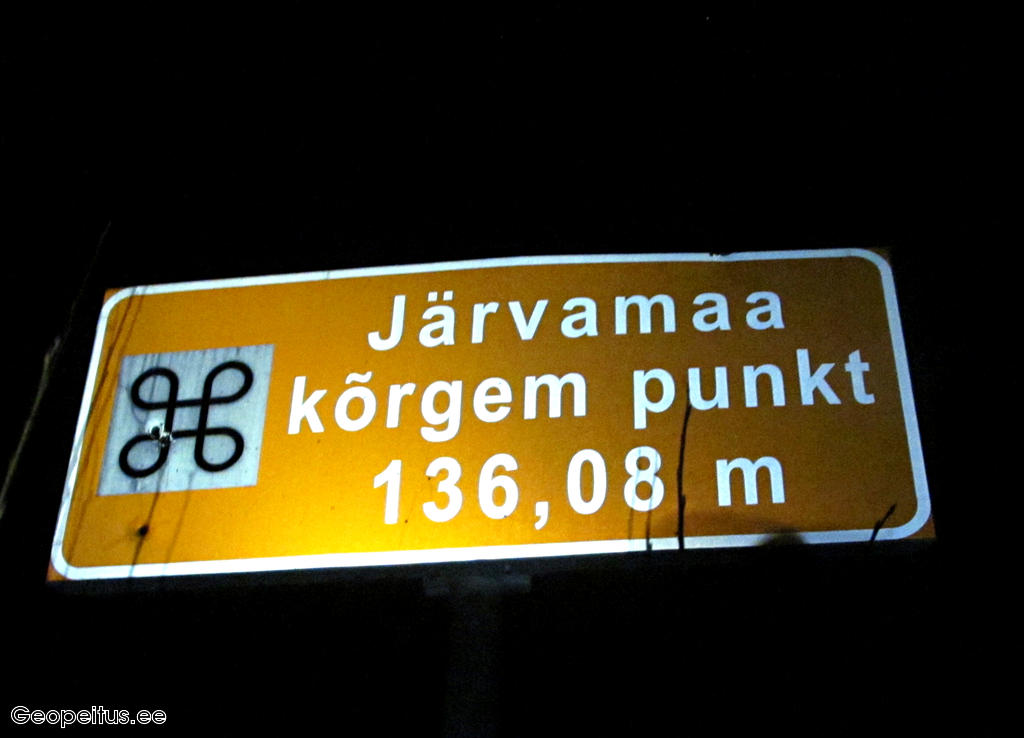 Järvamaa
kõrgem punkt
136,08 m
Geopeitus.ee